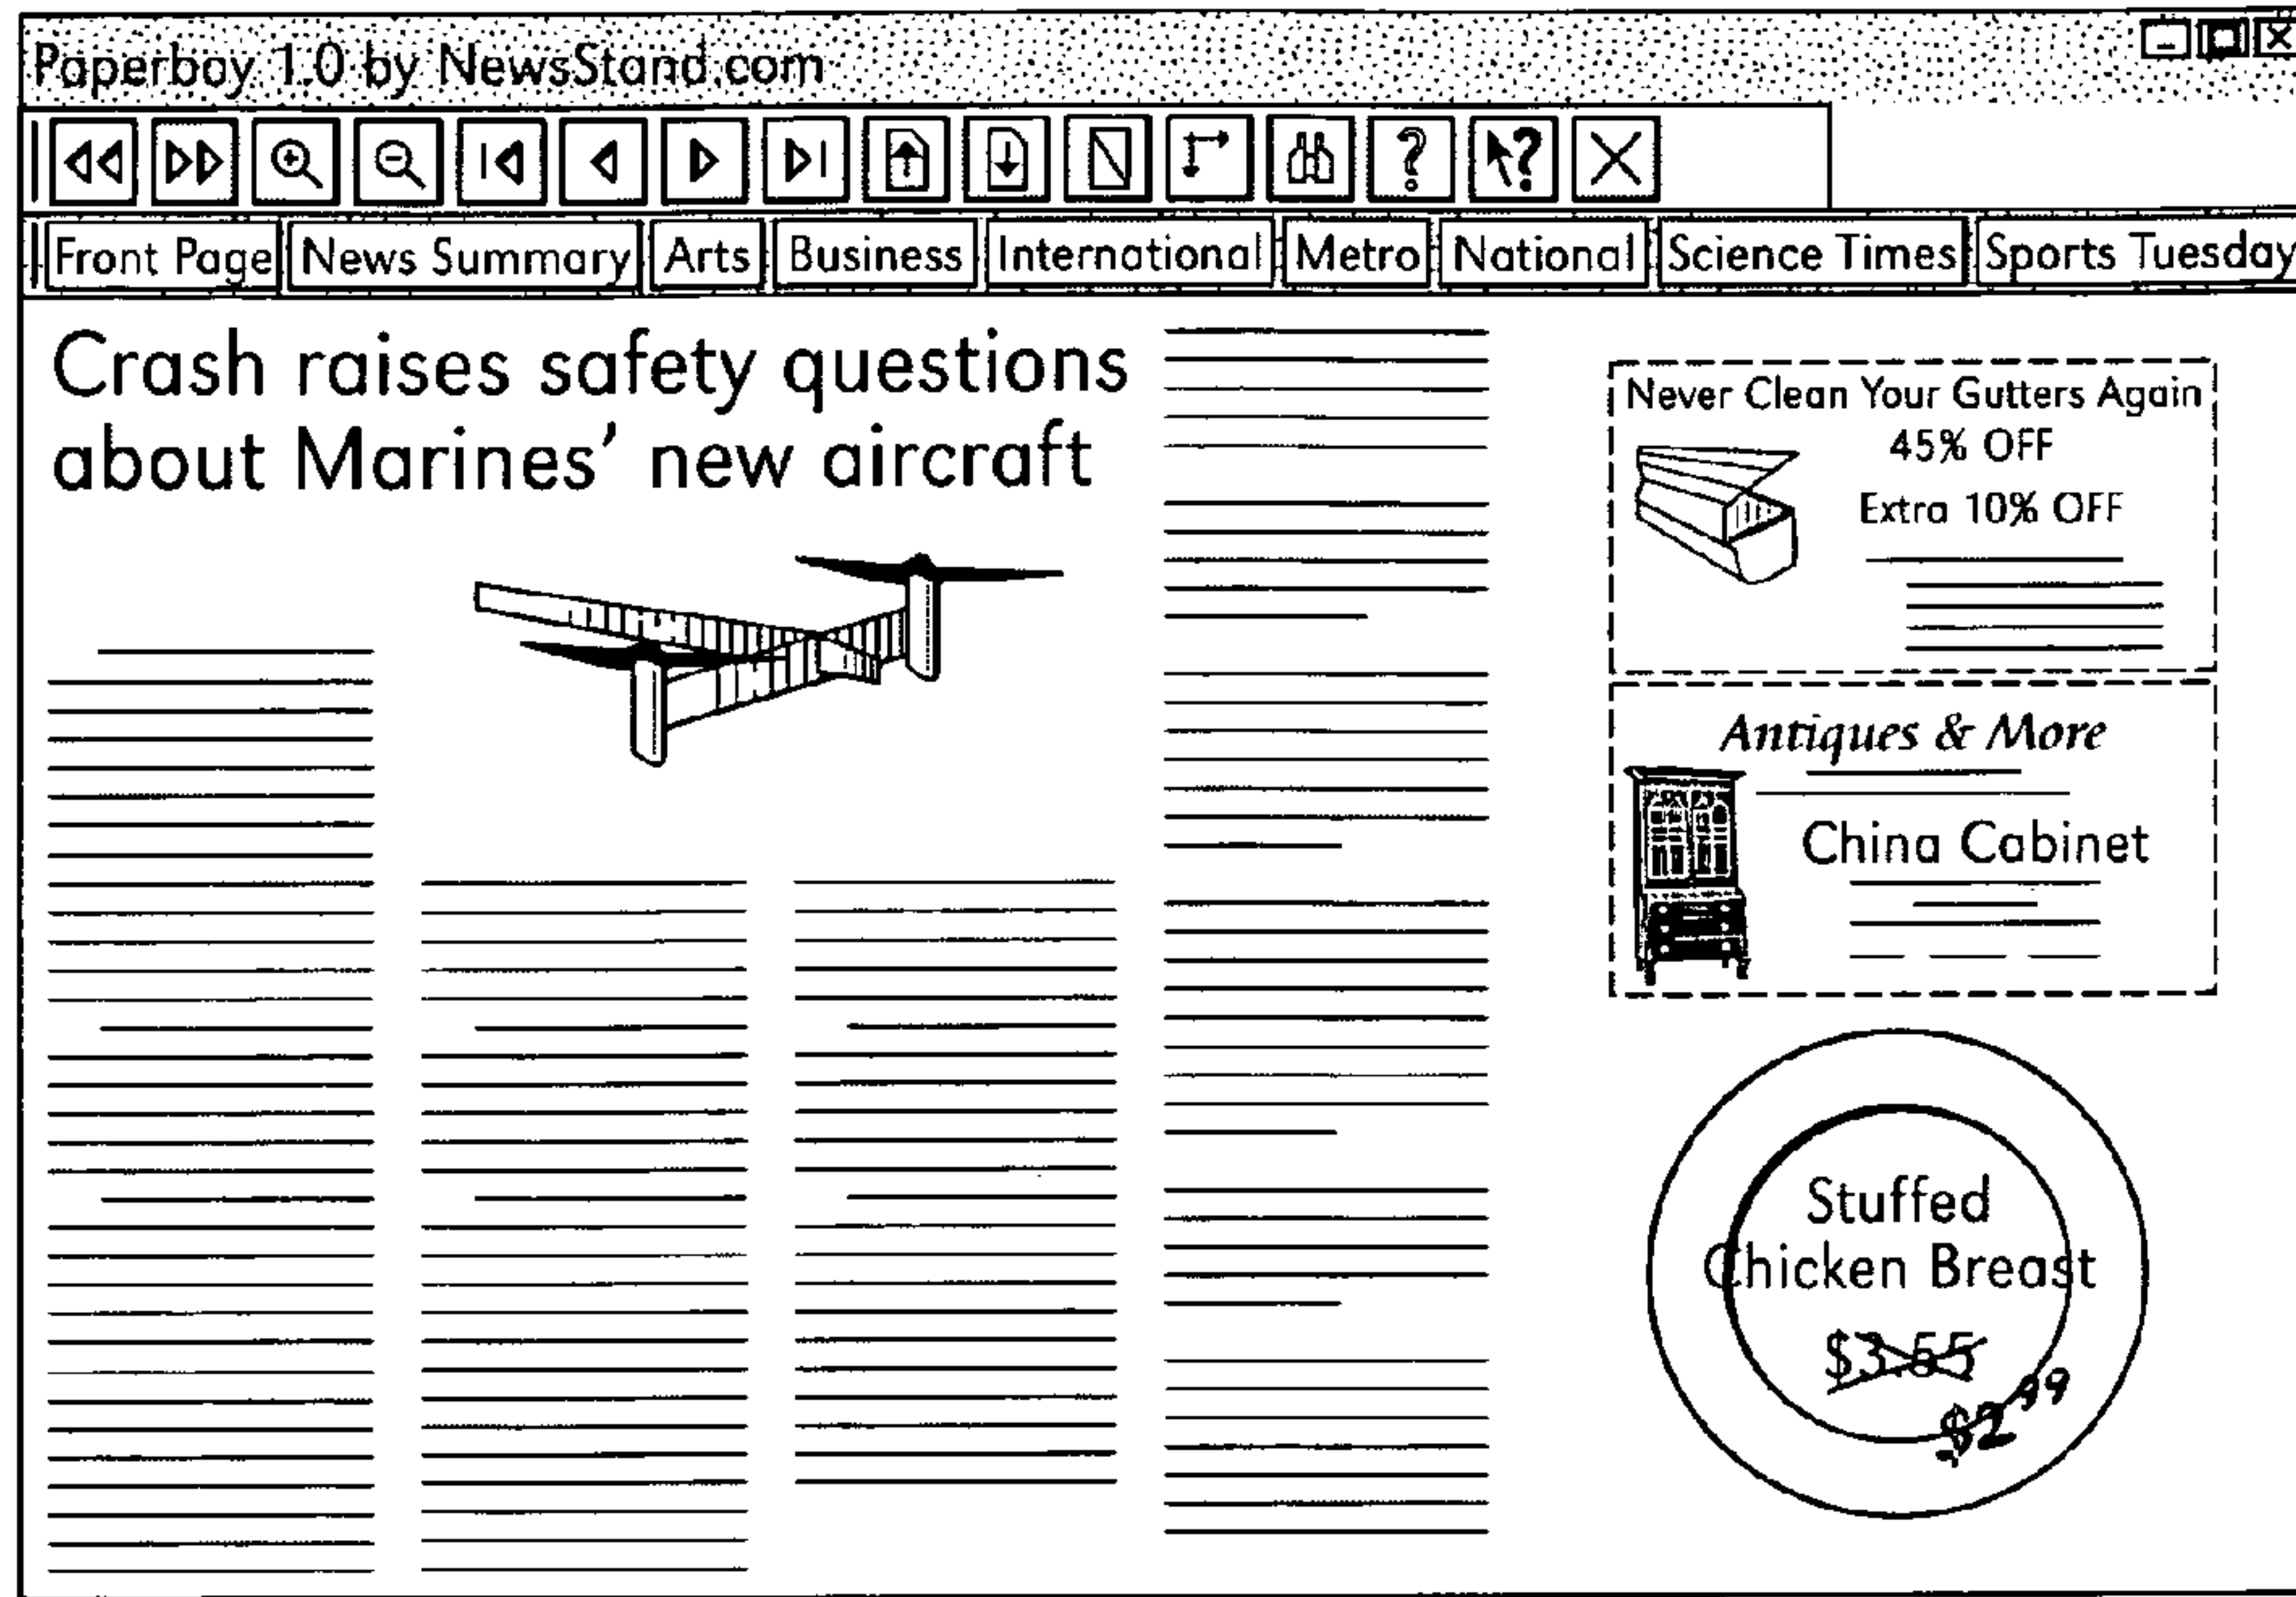 Paperboy 1.0 by NewsStand.com
Front Page News Summary Arts Business International Metro National Science Times Sports Tuesday
Crash raises safety questions
about Marines' new aircraft
Never Clean Your Gutters Again
45% OFF
Extra 10% OFF
Antiques & More
China Cabinet
Stuffed
Chicken Breast
$3.55
$2.99